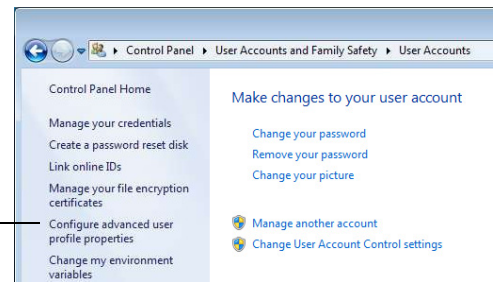 Control Panel
User Accounts and Family Safety
User Accounts
Control Panel Home
Manage your credentials
Create a password reset disk
Link online IDs
Manage your file encryption
certificates
Configure advanced user
profile properties
Change my environment
variables
Make changes to your user account
Change your password
Remove your password
Change your picture
Manage another account
Change User Account Control settings